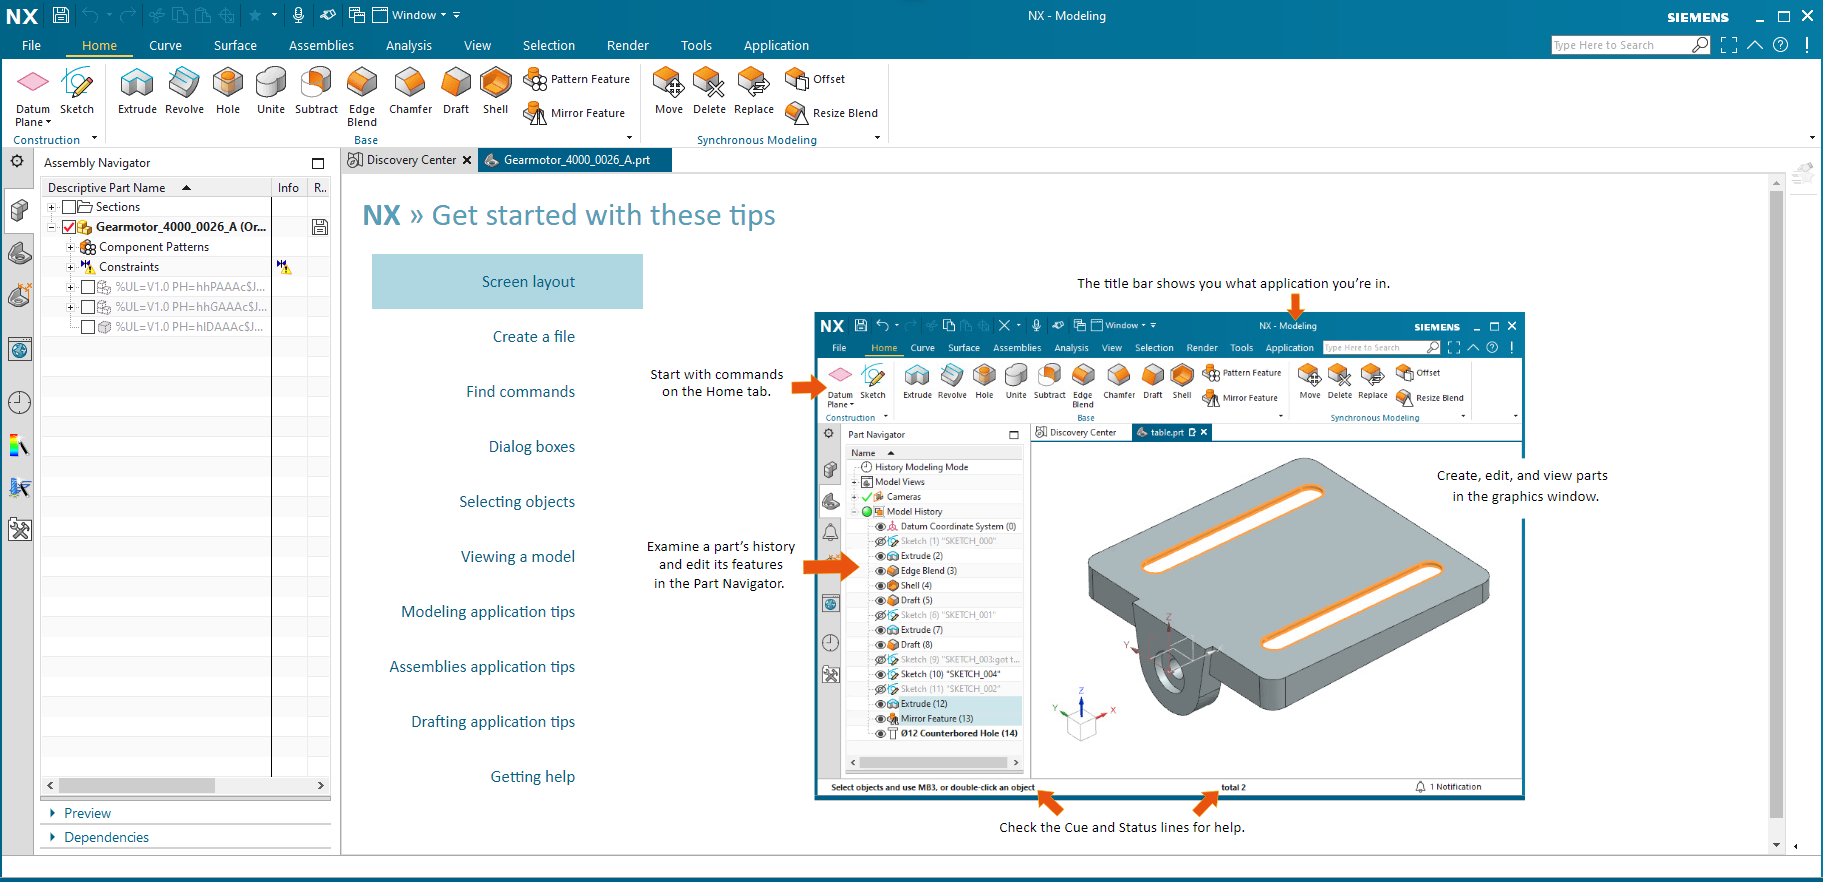 NX
Window
NX - Modeling
SIEMENS
File Home Curve Surface Assemblies Analysis View Selection Render Tools Application
Type Here to Search
Datum Plane
Sketch
Construction
Extrude
Revolve
Hole
Unite
Subtract
Edge Blend
Chamfer
Draft
Shell
Pattern Feature
Mirror Feature
Base
Move
Delete
Replace
Offset
Resize Blend
Synchronous Modeling
Assembly Navigator
Descriptive Part Name Info R..
Sections
Gearmotor_4000_0026_A (Or...
Component Patterns
Constraints
%UL=V1.0 PH=hhPAAAc$J...
%UL=V1.0 PH=hhGAAAc$J...
%UL=V1.0 PH=hIDAAAc$J...
Preview
Dependencies
Discovery Center
Gearmotor_4000_0026_A.prt
NX » Get started with these tips
Screen layout
Create a file
Find commands
Dialog boxes
Selecting objects
Viewing a model
Modeling application tips
Assemblies application tips
Drafting application tips
Getting help
The title bar shows you what application you're in.
Start with commands
on the Home tab.
Examine a part's history
and edit its features
in the Part Navigator.
Create, edit, and view parts
in the graphics window.
Check the Cue and Status lines for help.
NX
Window
NX - Modeling
SIEMENS
File Home Curve Surface Assemblies Analysis View Selection Render Tools Application
Type Here to Search
Datum Plane
Sketch
Construction
Extrude
Revolve
Hole
Unite
Subtract
Edge Blend
Chamfer
Draft
Shell
Pattern Feature
Mirror Feature
Base
Move
Delete
Replace
Offset
Resize Blend
Synchronous Modeling
Part Navigator
Discovery Center
table.prt
Name
History Modeling Mode
Model Views
Cameras
Model History
Datum Coordinate System (0)
Sketch (1) "SKETCH_000"
Extrude (2)
Edge Blend (3)
Shell (4)
Draft (5)
Sketch (6) "SKETCH_001"
Extrude (7)
Draft (8)
Sketch (9) "SKETCH_003:got t...
Sketch (10) "SKETCH_004"
Sketch (11) "SKETCH_002"
Extrude (12)
Mirror Feature (13)
Ø12 Counterbored Hole (14)
Z
Y
Z
Y
X
Select objects and use MB3, or double-click an object
total 2
1 Notification